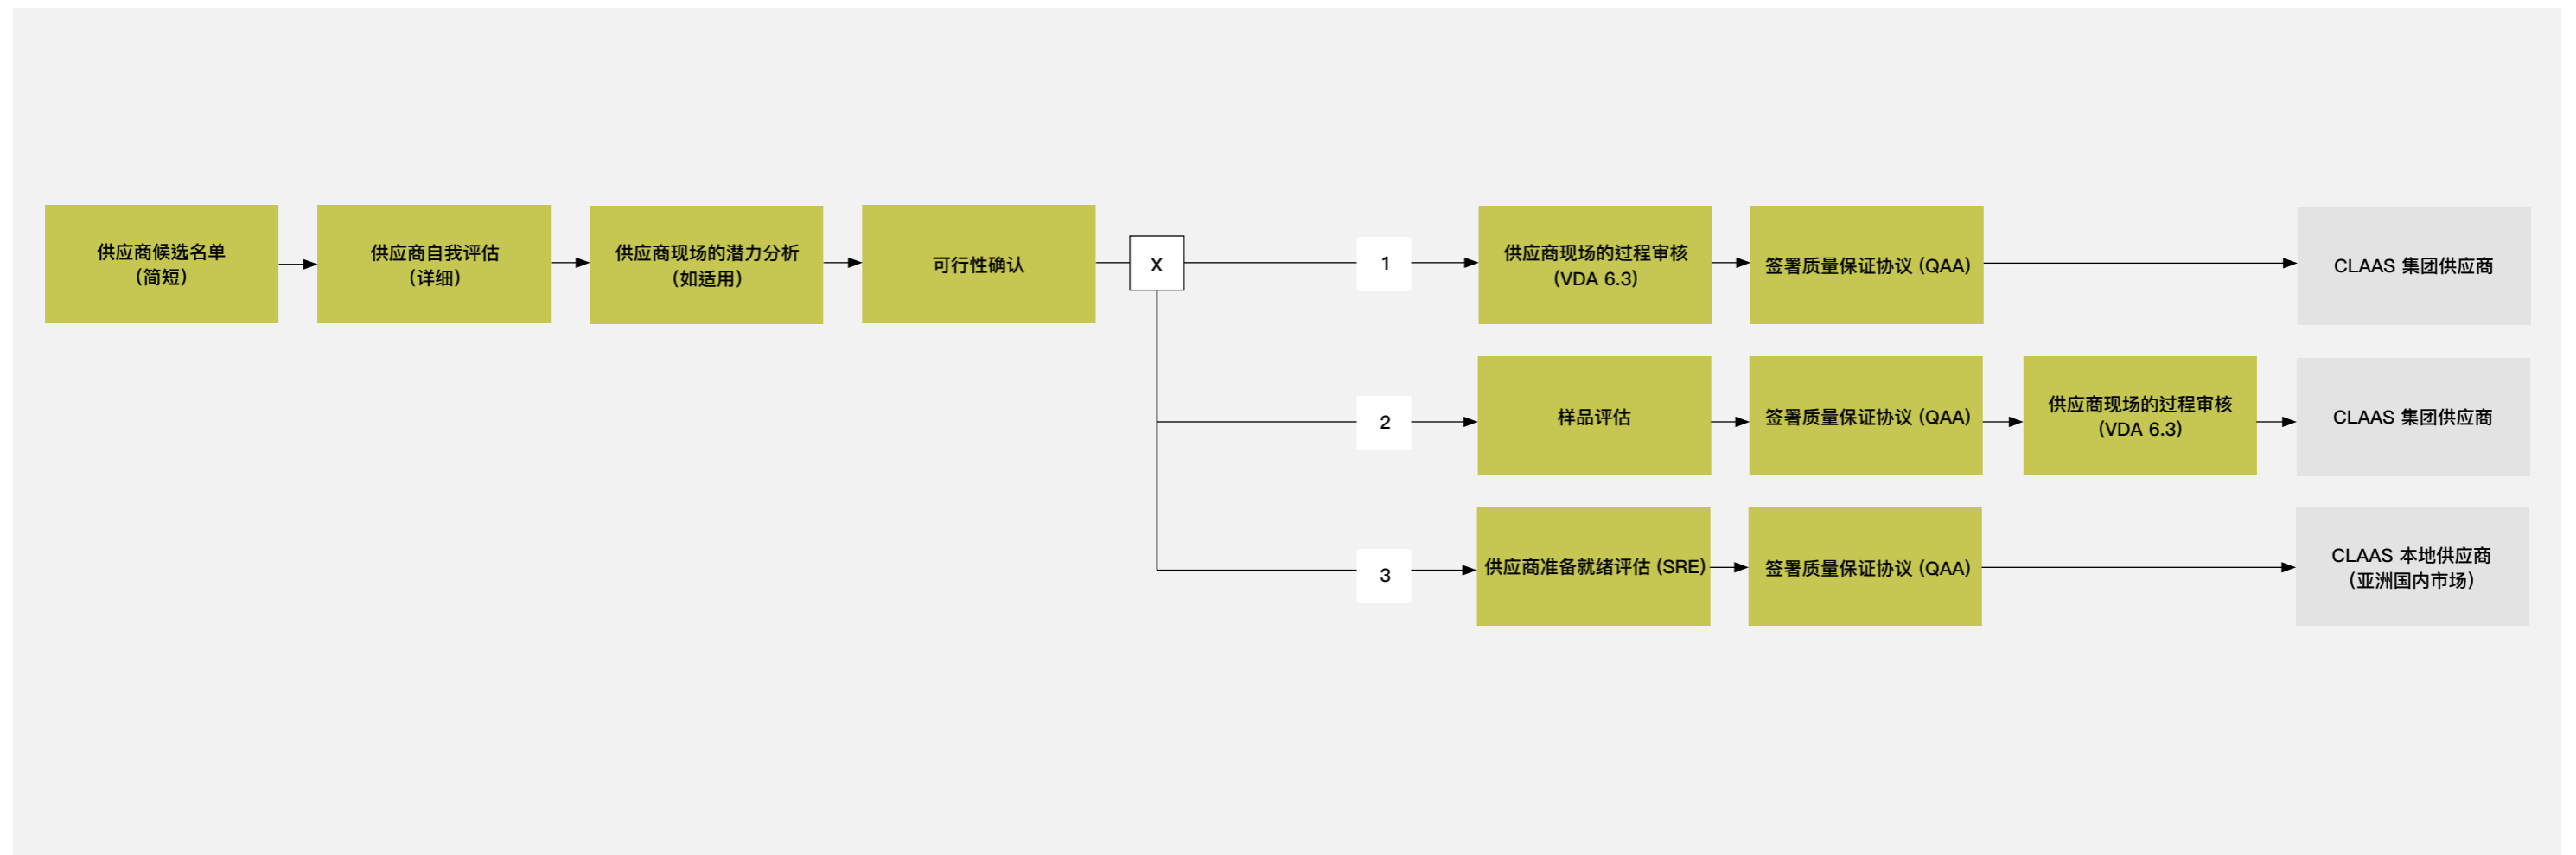 供应商候选名单
（简短）
供应商自我评估
（详细）
供应商现场的潜力分析
（如适用）
可行性确认
X
1
供应商现场的过程审核
(VDA 6.3)
签署质量保证协议 (QAA)
CLAAS 集团供应商
2
样品评估
签署质量保证协议 (QAA)
供应商现场的过程审核
(VDA 6.3)
CLAAS 集团供应商
3
供应商准备就绪评估 (SRE)
签署质量保证协议 (QAA)
CLAAS 本地供应商
（亚洲国内市场）